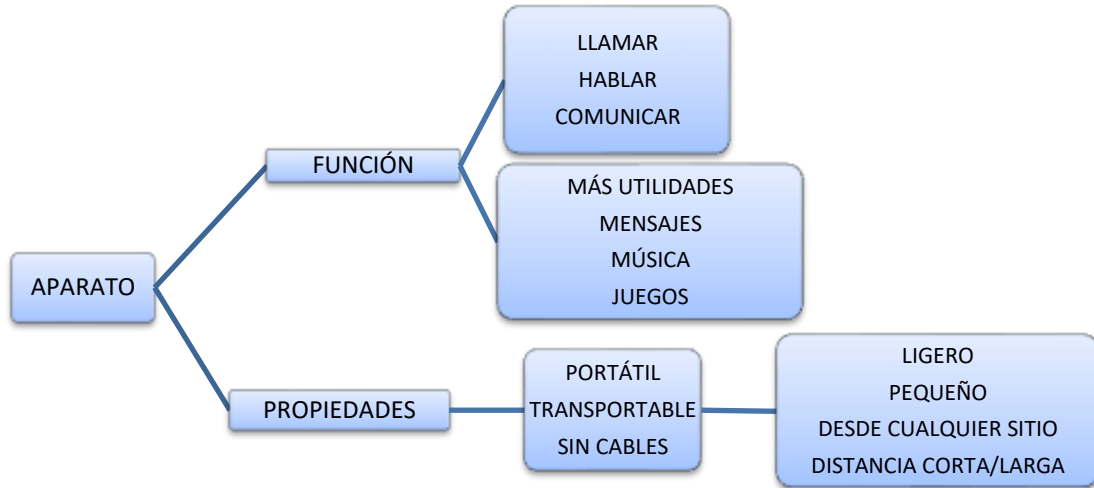 APARATO
FUNCIÓN
LLAMAR
HABLAR
COMUNICAR
MÁS UTILIDADES
MENSAJES
MÚSICA
JUEGOS
PROPIEDADES
PORTÁTIL
TRANSPORTABLE
SIN CABLES
LIGERO
PEQUEÑO
DESDE CUALQUIER SITIO
DISTANCIA CORTA/LARGA